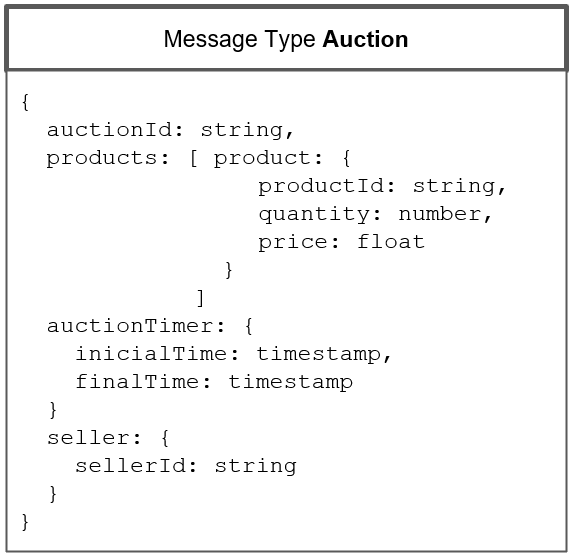 Message Type Auction
{
auctionId: string,
products: [ product: {
productId: string,
quantity: number,
price: float
}
]
auctionTimer: {
inicialTime: timestamp,
finalTime: timestamp
}
seller: {
sellerId: string
}
}